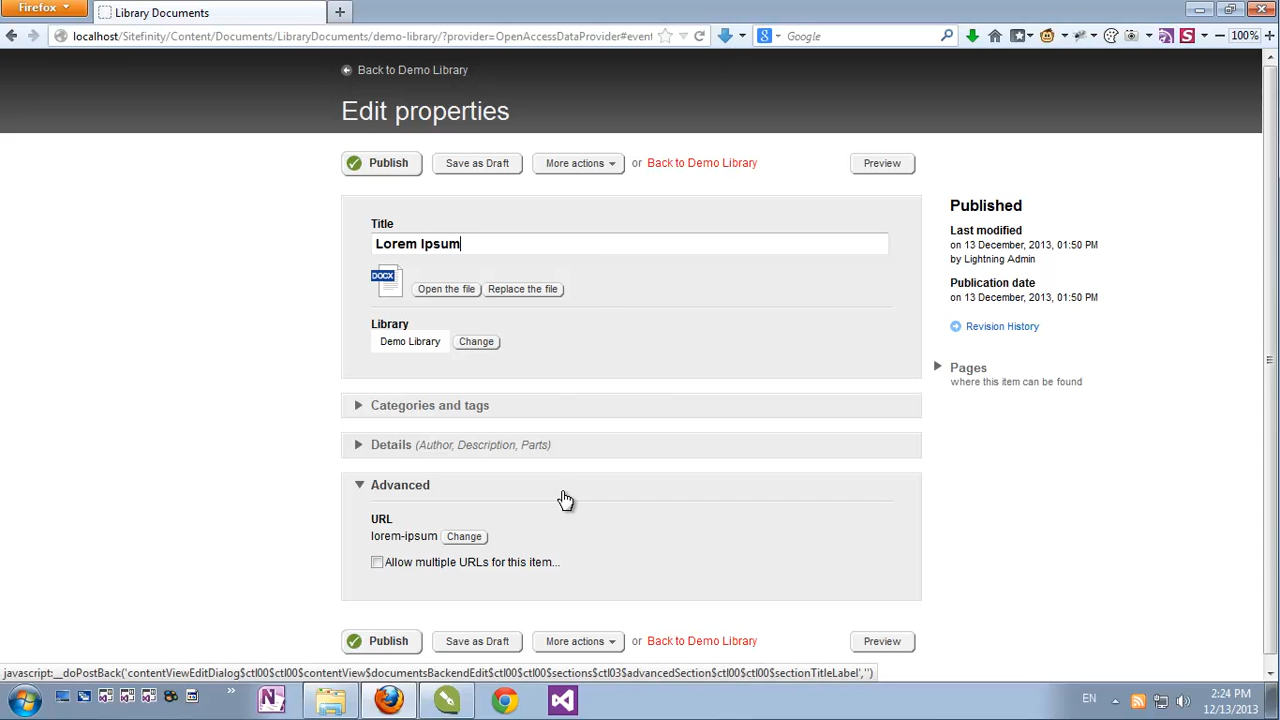 Firefox
Library Documents
localhost/Sitefinity/Content/Documents/LibraryDocuments/demo-library/?provider=OpenAccessDataProvider#event
Google
100%
Back to Demo Library
Edit properties
Publish
Save as Draft
More actions
or Back to Demo Library
Preview
Title
Lorem Ipsum
DOCX
Open the file
Replace the file
Library
Demo Library
Change
Categories and tags
Details (Author, Description, Parts)
Advanced
URL
lorem-ipsum
Change
Allow multiple URLs for this item...
Published
Last modified
on 13 December, 2013, 01:50 PM
by Lightning Admin
Publication date
on 13 December, 2013, 01:50 PM
Revision History
Pages
where this item can be found
Publish
Save as Draft
More actions
or Back to Demo Library
Preview
javascript:__doPostBack('contentViewEditDialog$ctl00$ctl00$contentView$documentsBackendEdit$ctl00$ctl00$sections$ctl03$advancedSection$ctl00$ctl00$sectionTitleLabel','')
EN
2:24 PM
12/13/2013